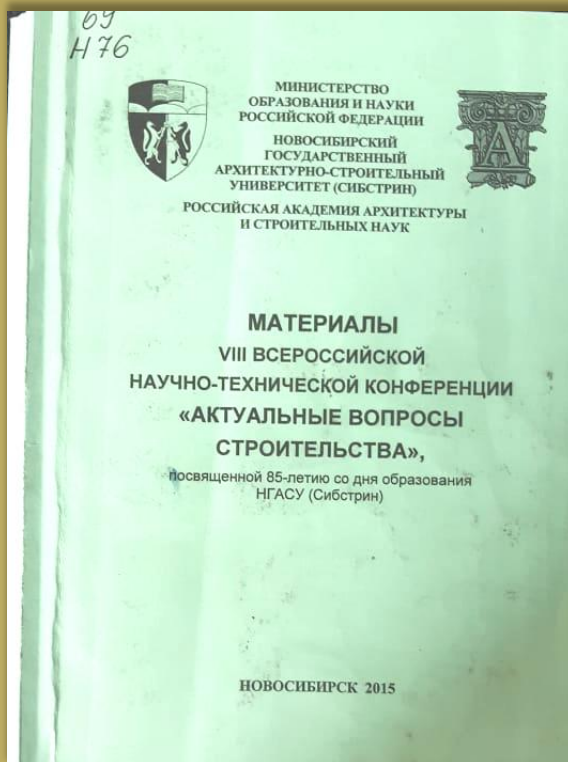 69
Н76
МИНИСТЕРСТВО
ОБРАЗОВАНИЯ И НАУКИ
РОССИЙСКОЙ ФЕДЕРАЦИИ
НОВОСИБИРСКИЙ
ГОСУДАРСТВЕННЫЙ
АРХИТЕКТУРНО-СТРОИТЕЛЬНЫЙ
УНИВЕРСИТЕТ (СИБСТРИН)
РОССИЙСКАЯ АКАДЕМИЯ АРХИТЕКТУРЫ
И СТРОИТЕЛЬНЫХ НАУК
А
МАТЕРИАЛЫ
VIII ВСЕРОССИЙСКОЙ
НАУЧНО-ТЕХНИЧЕСКОЙ КОНФЕРЕНЦИИ
«АКТУАЛЬНЫЕ ВОПРОСЫ
СТРОИТЕЛЬСТВА»,
посвященной 85-летию со дня образования
НГАСУ (Сибстрин)
НОВОСИБИРСК 2015